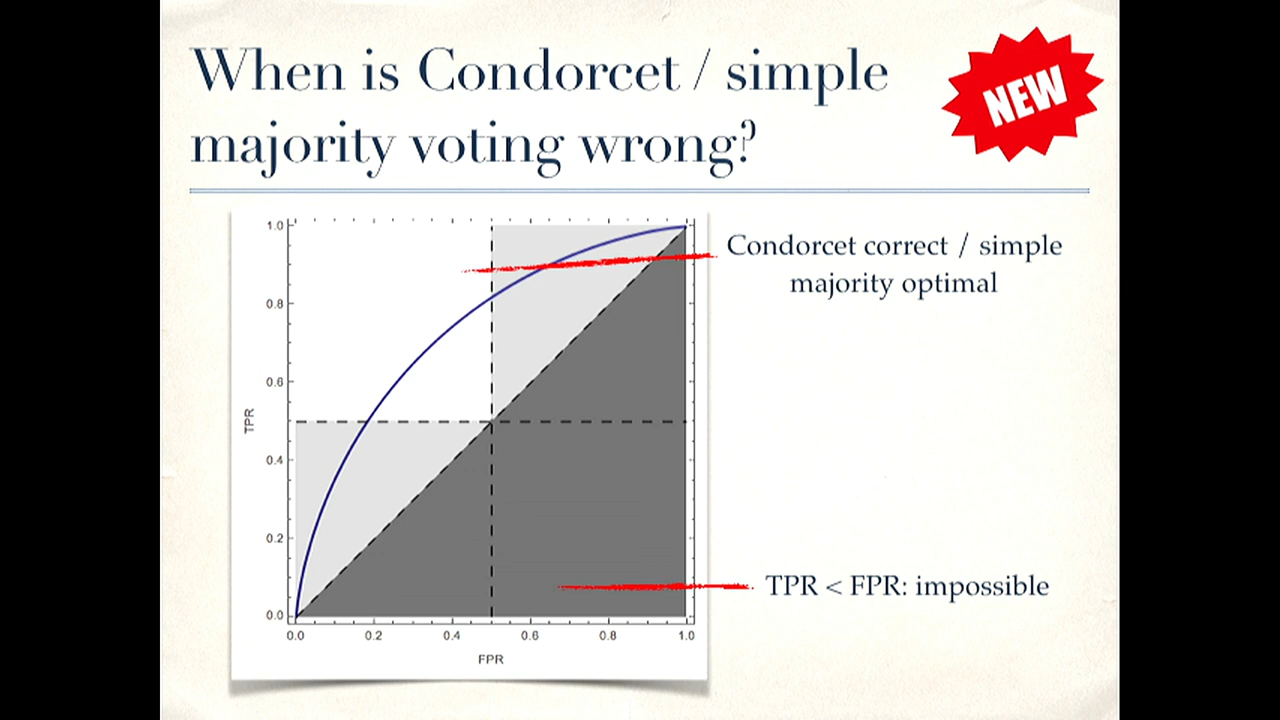 When is Condorcet / simple
majority voting wrong?
NEW
1.0
0.8
0.6
0.4
0.2
0.0
TPR
0.0 0.2 0.4 0.6 0.8 1.0
FPR
Condorcet correct / simple
majority optimal
TPR < FPR: impossible